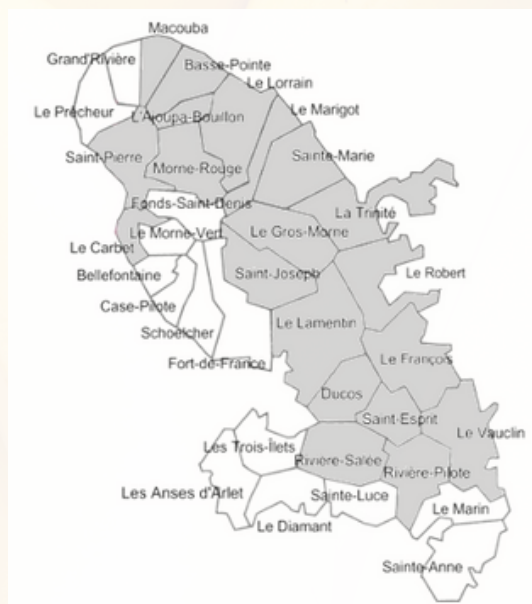 Macouba
Grand'Rivière
Basse-Pointe
Le Lorrain
Le Prêcheur
L'Ajoupa-Bouillon
Le Marigot
Saint-Pierre
Sainte-Marie
Morne-Rouge
Fonds-Saint-Denis
La Trinité
Le Morne-Vert
Le Gros-Morne
Le Carbet
Bellefontaine
Saint-Joseph
Le Robert
Case-Pilote
Le Lamentin
Schoelcher
Le François
Fort-de-France
Ducos
Saint-Esprit
Le Vauclin
Les Trois-Îlets
Rivière-Salée
Rivière-Pilote
Les Anses d'Arlet
Sainte-Luce
Le Marin
Le Diamant
Sainte-Anne